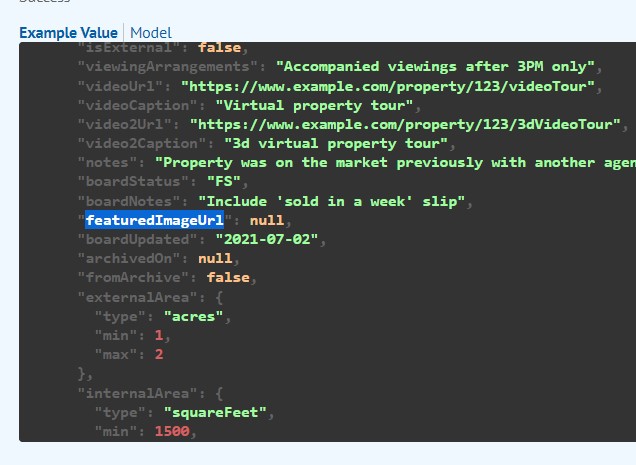 Success
Example Value Model
"isExternal": false,
"viewingArrangements": "Accompanied viewings after 3PM only",
"videoUrl": "https://www.example.com/property/123/videoTour",
"videoCaption": "Virtual property tour",
"video2Url": "https://www.example.com/property/123/3dVideoTour",
"video2Caption": "3d virtual property tour",
"notes": "Property was on the market previously with another agen
"boardStatus": "FS",
"boardNotes": "Include 'sold in a week' slip",
"featuredImageUrl": null,
"boardUpdated": "2021-07-02",
"archivedOn": null,
"fromArchive": false,
"externalArea": {
"type": "acres",
"min": 1,
"max": 2
},
"internalArea": {
"type": "squareFeet",
"min": 1500,